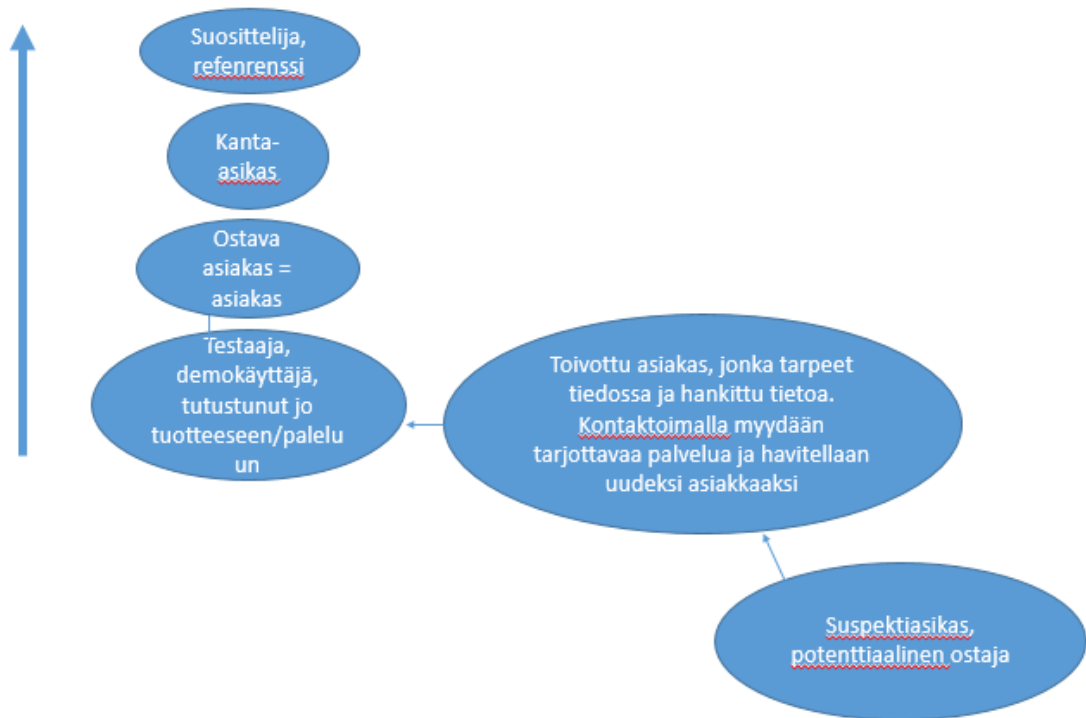 Suosittelija,
refenrenssi
Kanta-
asikas
Ostava
asiakas =
asiakas
Testaaja,
demokäyttäjä,
tutustunut jo
tuotteeseen/palelu
un
Toivottu asiakas, jonka tarpeet
tiedossa ja hankittu tietoa.
Kontaktoimalla myydään
tarjottavaa palvelua ja havitellaan
uudeksi asiakkaaksi
Suspektiasikas,
potenttiaalinen ostaja